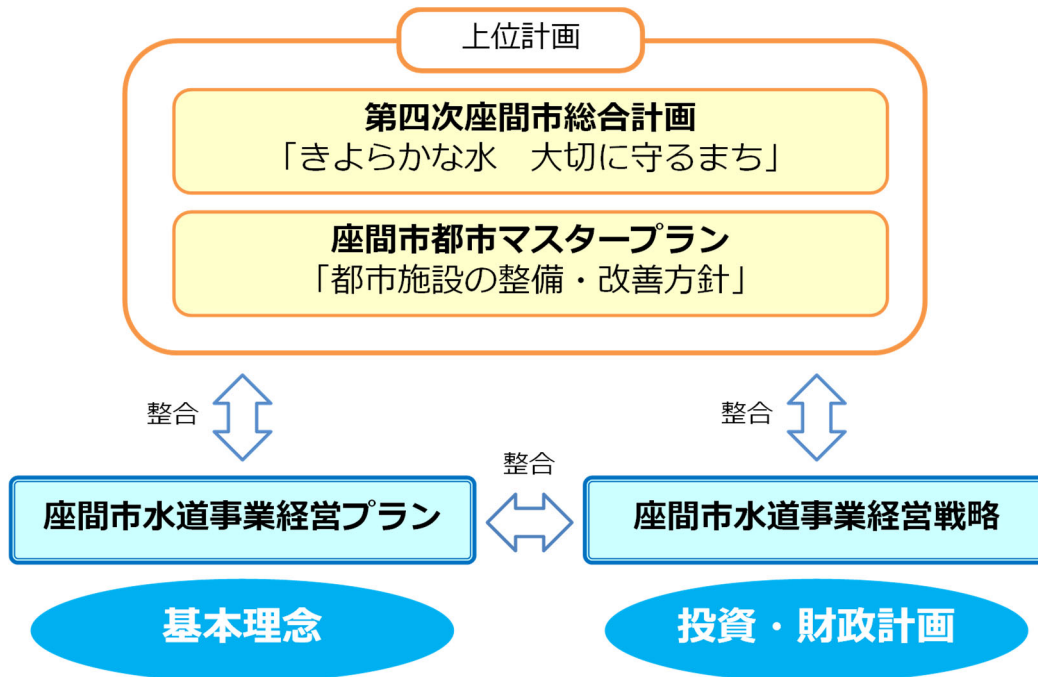 上位計画
第四次座間市総合計画
「きよらかな水　大切に守るまち」
座間市都市マスタープラン
「都市施設の整備・改善方針」
整合
整合
整合
座間市水道事業経営プラン
座間市水道事業経営戦略
基本理念
投資・財政計画